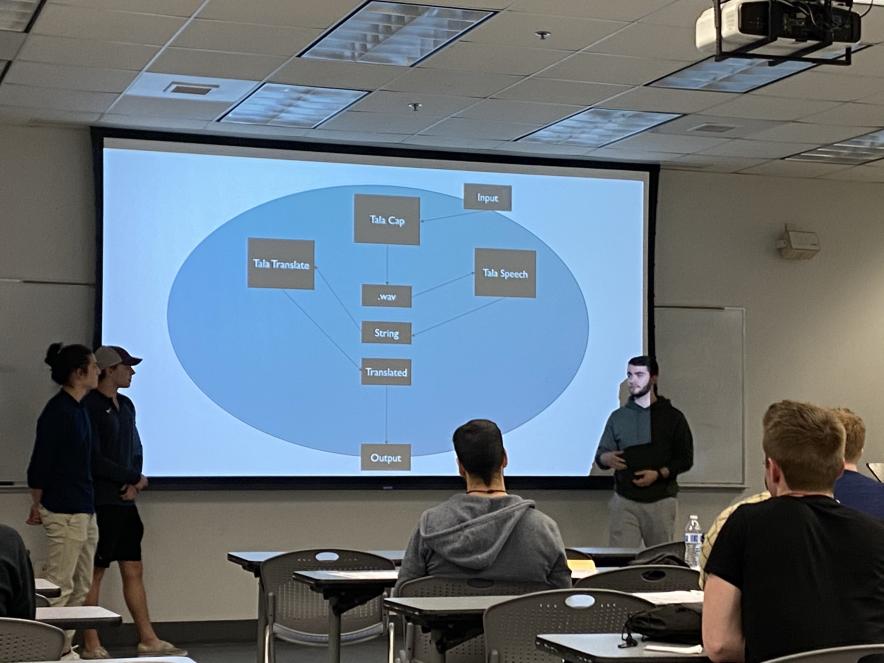 Input
Tala Cap
Tala Translate
Tala Speech
.wav
String
Translated
Output